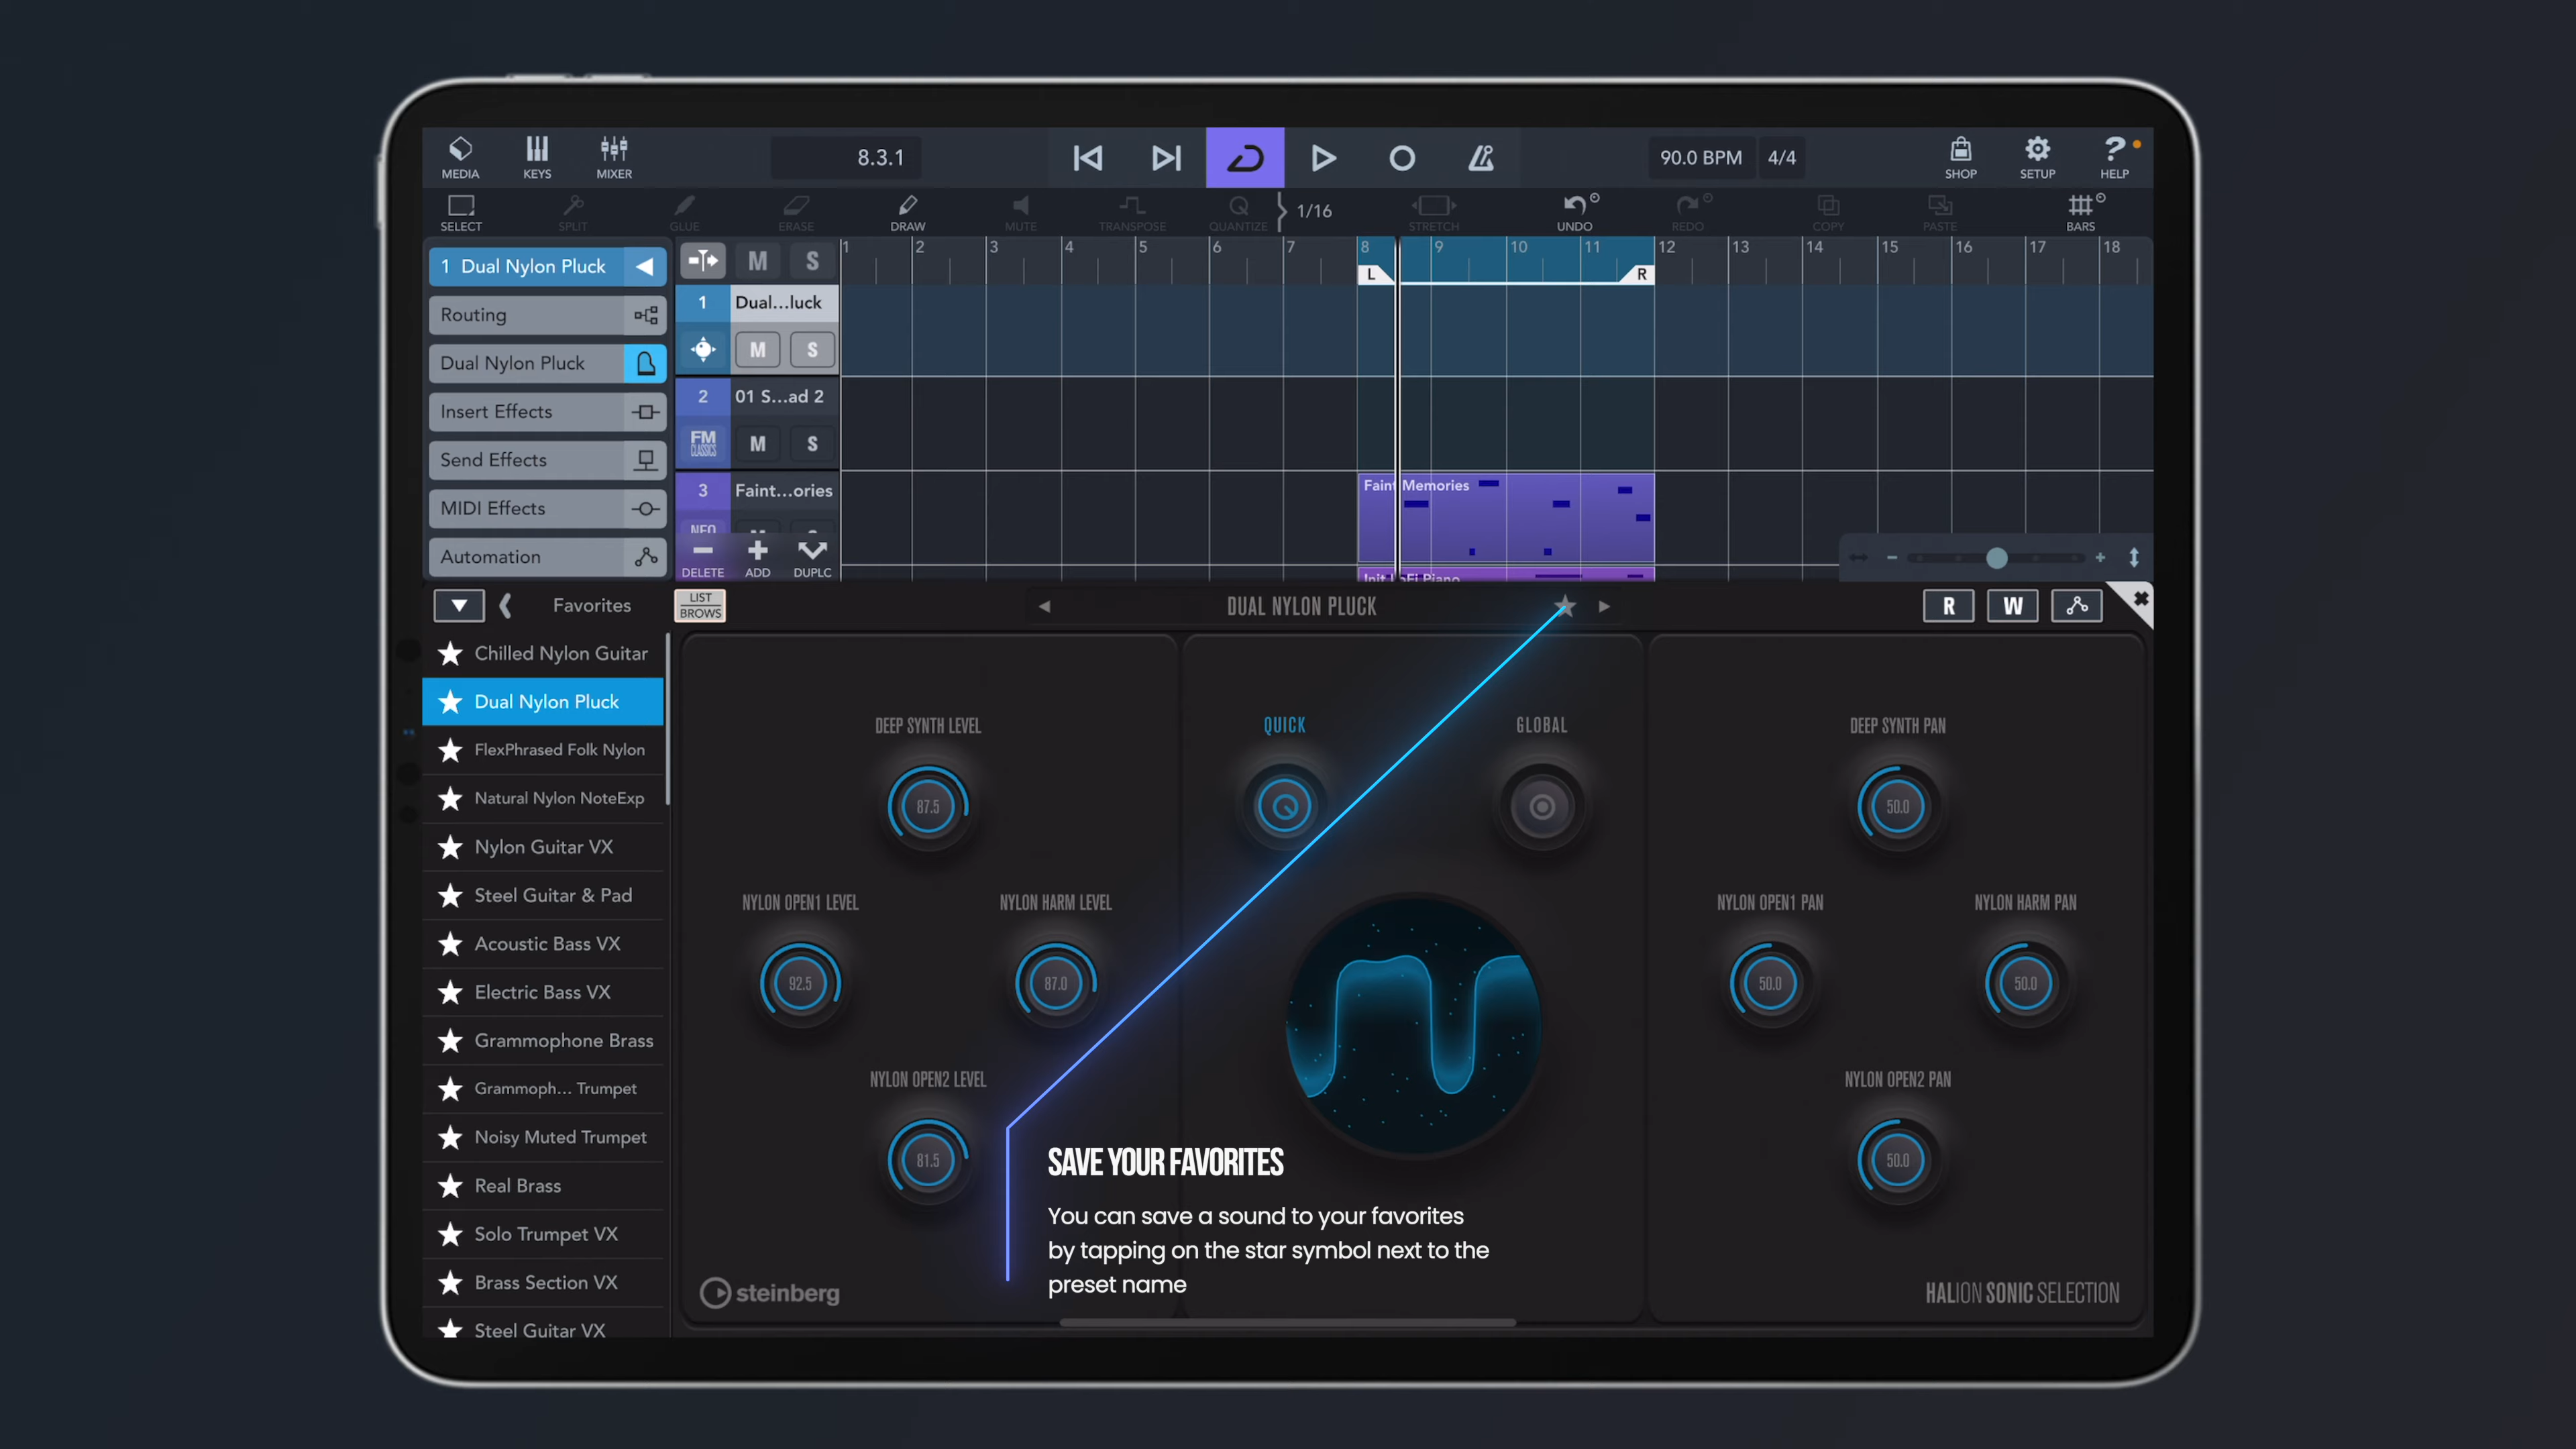 MEDIA KEYS MIXER
8.3.1
90.0 BPM 4/4
SHOP SETUP HELP
SELECT SPLIT GLUE ERASE DRAW MUTE TRANSPOSE QUANTIZE 1/16 STRETCH UNDO REDO COPY PASTE BARS
1 Dual Nylon Pluck
Routing
Dual Nylon Pluck
Insert Effects
Send Effects
MIDI Effects
Automation
M S
1 Dual...luck
M S
2 01 S...ad 2
FM CLASSICS M S
3 Faint...ories
DELETE ADD DUPLC
1 2 3 4 5 6 7 8 9 10 11 12 13 14 15 16 17 18
L R
Faint Memories
Favorites
LIST
BROWS
DUAL NYLON PLUCK
R W
Chilled Nylon Guitar
Dual Nylon Pluck
FlexPhrased Folk Nylon
Natural Nylon NoteExp
Nylon Guitar VX
Steel Guitar & Pad
Acoustic Bass VX
Electric Bass VX
Grammophone Brass
Grammoph... Trumpet
Noisy Muted Trumpet
Real Brass
Solo Trumpet VX
Brass Section VX
Steel Guitar VX
DEEP SYNTH LEVEL
87.5
NYLON OPEN1 LEVEL
92.5
NYLON HARM LEVEL
87.0
NYLON OPEN2 LEVEL
81.5
QUICK
GLOBAL
DEEP SYNTH PAN
50.0
NYLON OPEN1 PAN
50.0
NYLON HARM PAN
50.0
NYLON OPEN2 PAN
50.0
SAVE YOUR FAVORITES
You can save a sound to your favorites
by tapping on the star symbol next to the
preset name
steinberg
HALION SONIC SELECTION